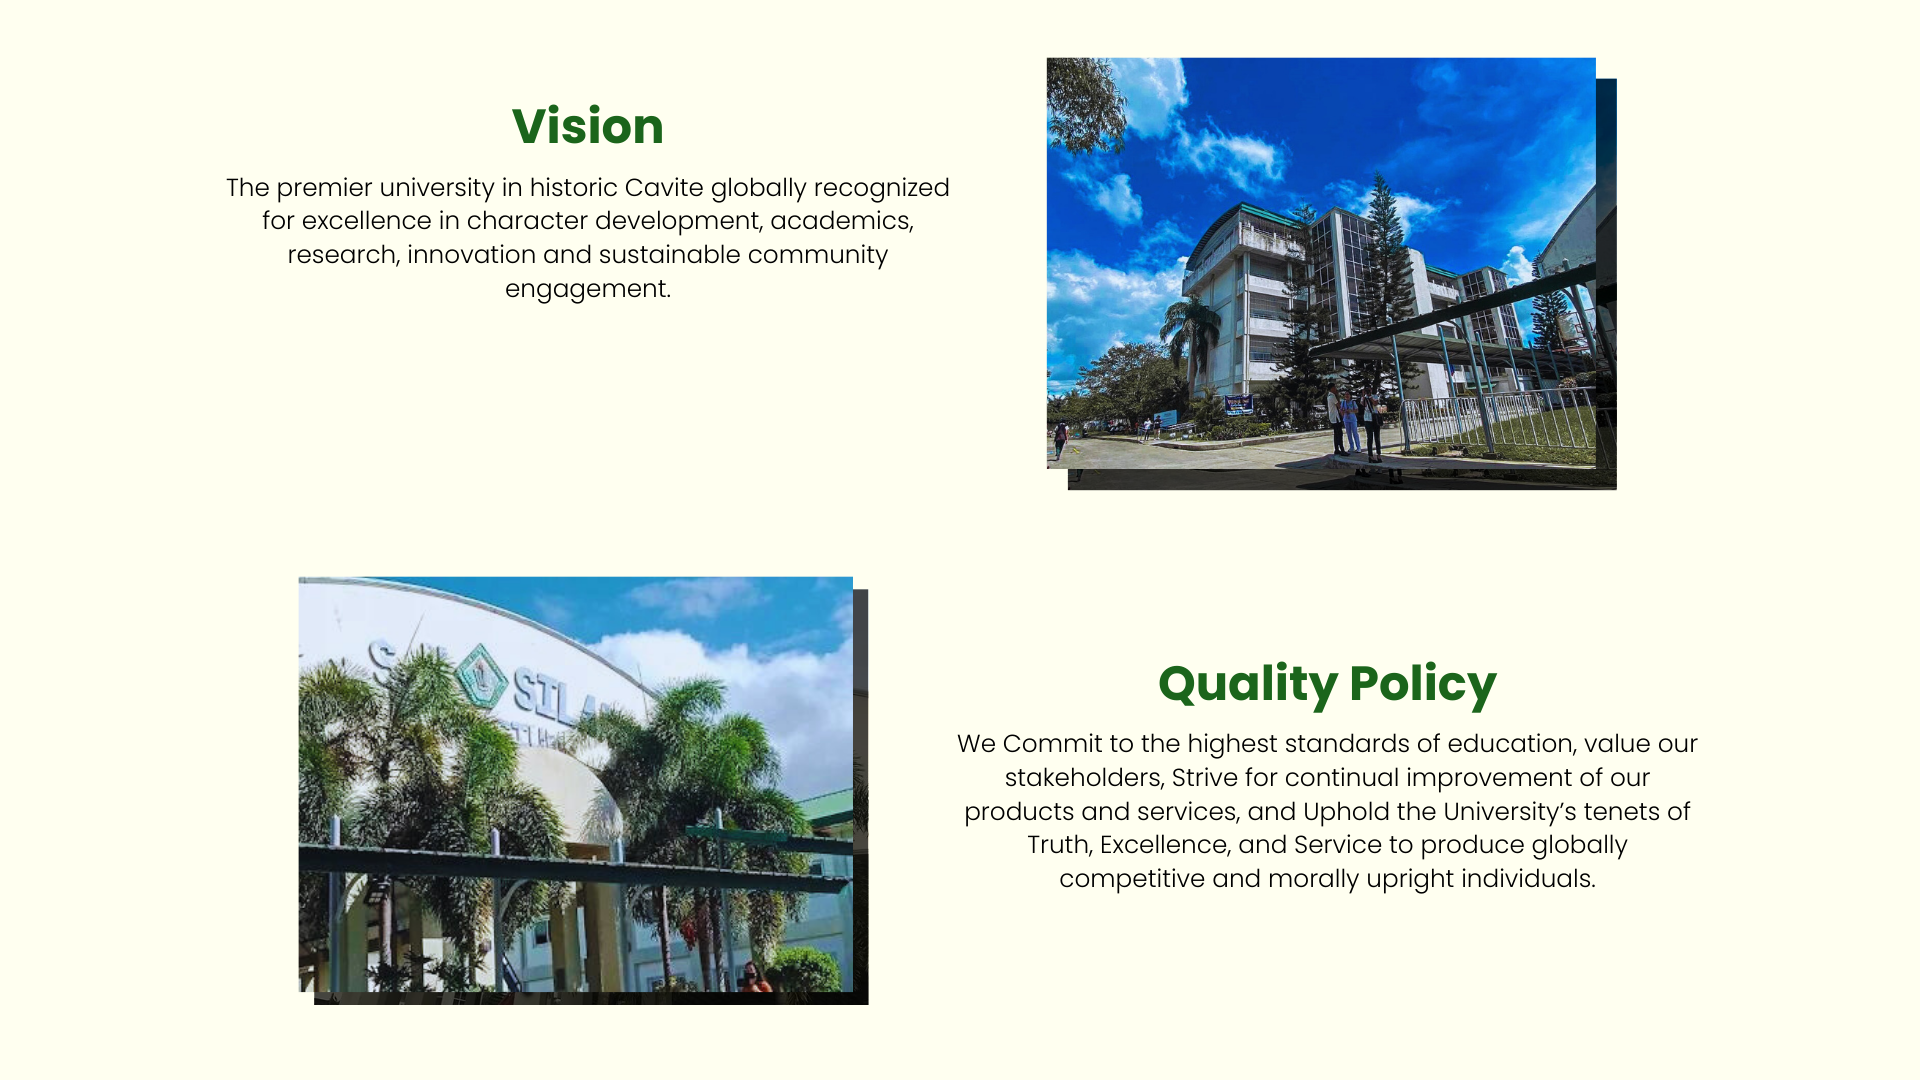 Vision
The premier university in historic Cavite globally recognized
for excellence in character development, academics,
research, innovation and sustainable community
engagement.
Quality Policy
We Commit to the highest standards of education, value our
stakeholders, Strive for continual improvement of our
products and services, and Uphold the University’s tenets of
Truth, Excellence, and Service to produce globally
competitive and morally upright individuals.